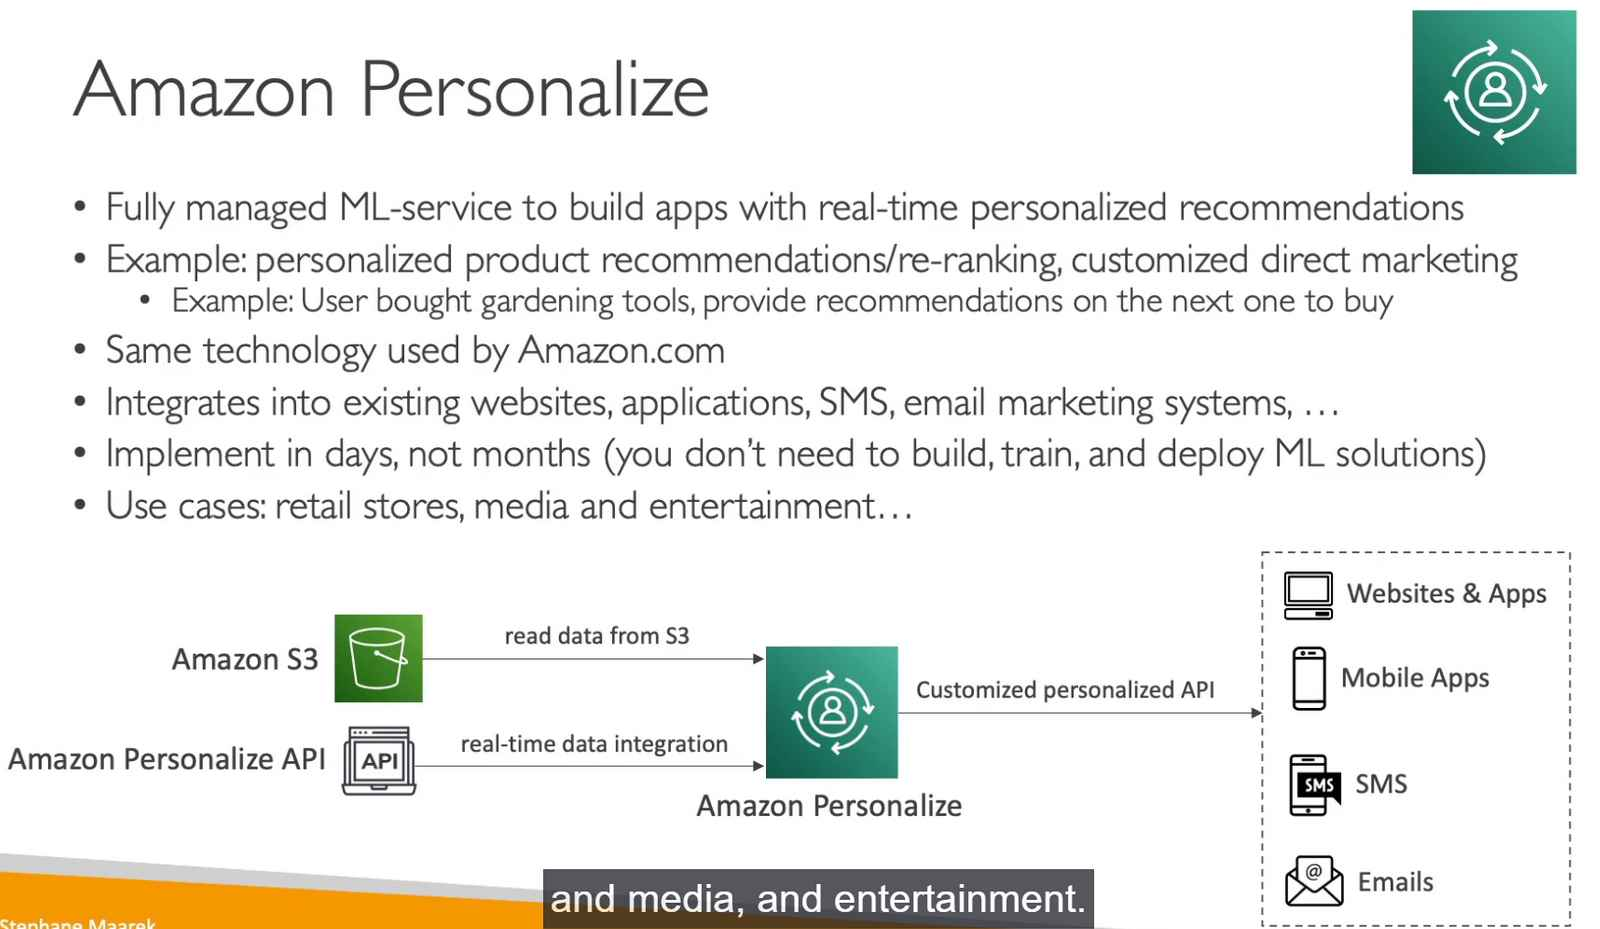 Amazon Personalize
• Fully managed ML-service to build apps with real-time personalized recommendations
• Example: personalized product recommendations/re-ranking, customized direct marketing
• Example: User bought gardening tools, provide recommendations on the next one to buy
• Same technology used by Amazon.com
• Integrates into existing websites, applications, SMS, email marketing systems, …
• Implement in days, not months (you don’t need to build, train, and deploy ML solutions)
• Use cases: retail stores, media and entertainment…
Amazon S3
read data from S3
Amazon Personalize API
API
real-time data integration
Amazon Personalize
Customized personalized API
Websites & Apps
Mobile Apps
SMS
SMS
@
Emails
and media, and entertainment.
Stephane Maarek